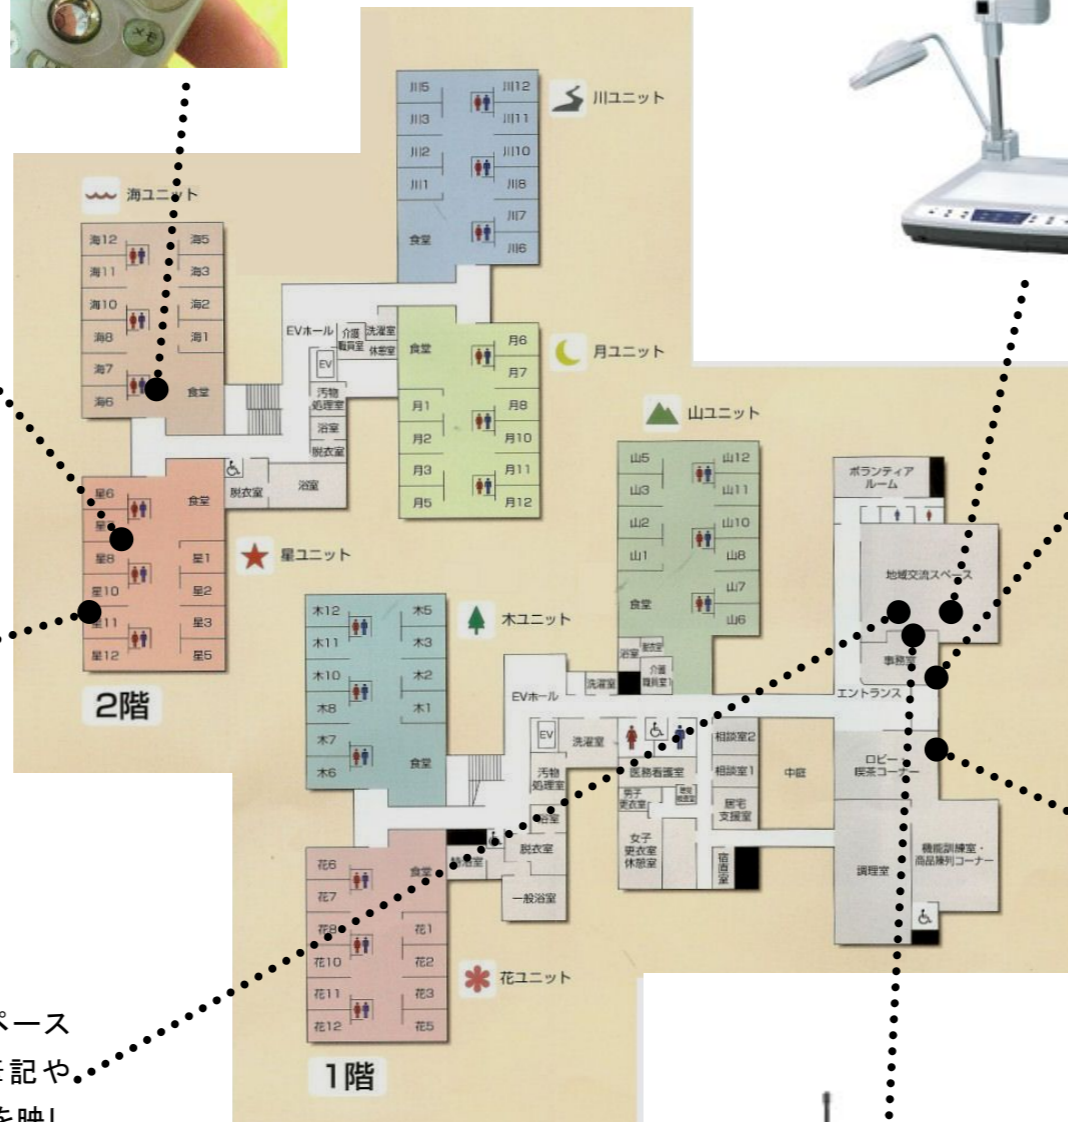 メモ
川ユニット
川5
川3
川2
川1
食堂
川12
川11
川10
川8
川7
川6
海ユニット
海12
海11
海10
海8
海7
海6
海5
海3
海2
海1
食堂
EVホール
介護
職員室
洗濯室
休憩室
EV
汚物
処理室
浴室
脱衣室
脱衣室
浴室
月ユニット
食堂
月1
月2
月3
月5
月6
月7
月8
月10
月11
月12
星ユニット
星6
星8
星10
星11
星12
食堂
星1
星2
星3
星5
2階
山ユニット
山5
山3
山2
山1
食堂
山12
山11
山10
山8
山7
山6
浴室
脱衣室
介護
職員室
洗濯室
木ユニット
木12
木11
木10
木8
木7
木6
木5
木3
木2
木1
食堂
EVホール
EV
洗濯室
汚物
処理室
浴室
脱衣室
特浴室
一般浴室
花ユニット
花6
花7
花8
花10
花11
花12
食堂
花1
花2
花3
花5
1階
医務看護室
男子
更衣室
女子
更衣室
休憩室
相談室2
相談室1
居宅
支援室
宿直室
中庭
ボランティア
ルーム
地域交流スペース
事務室
エントランス
ロビー・
喫茶コーナー
調理室
機能訓練室・
商品陳列コーナー
ペース
記や
を映し